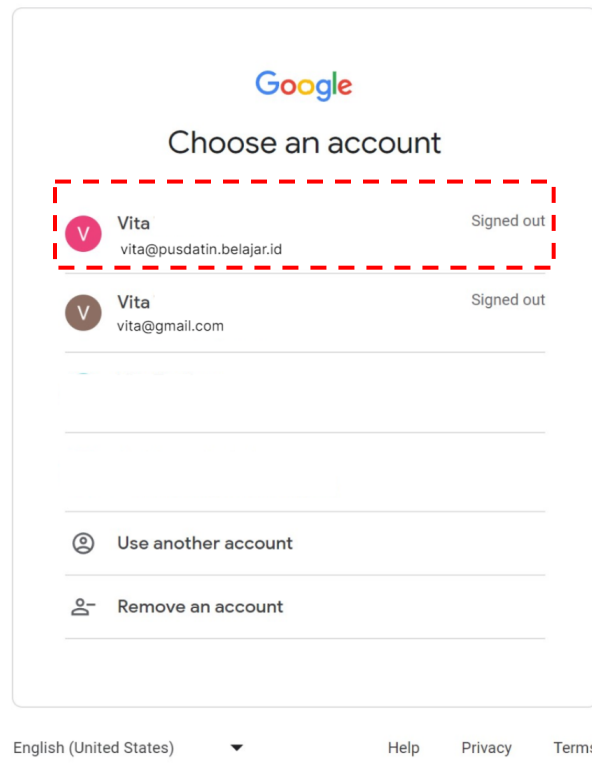 Google
Choose an account
V Vita Signed out
vita@pusdatin.belajar.id
V Vita Signed out
vita@gmail.com
Use another account
Remove an account
English (United States) Help Privacy Terms